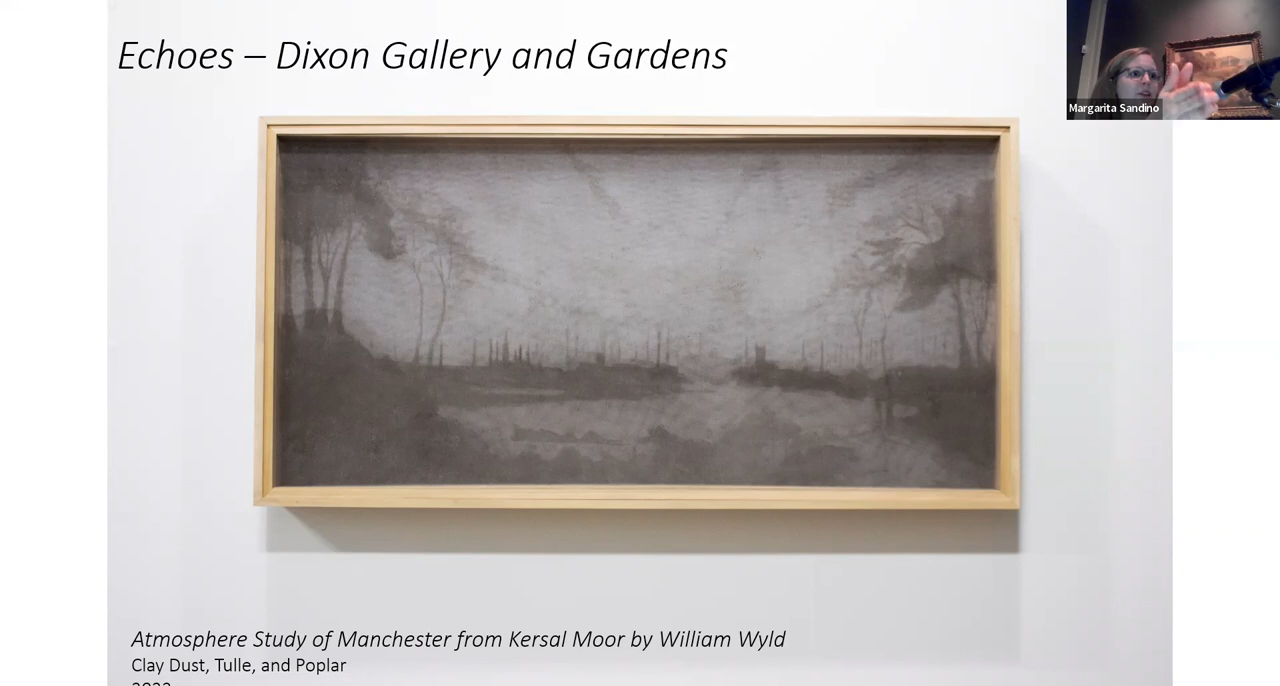 Echoes – Dixon Gallery and Gardens
Margarita Sandino
Atmosphere Study of Manchester from Kersal Moor by William Wyld
Clay Dust, Tulle, and Poplar